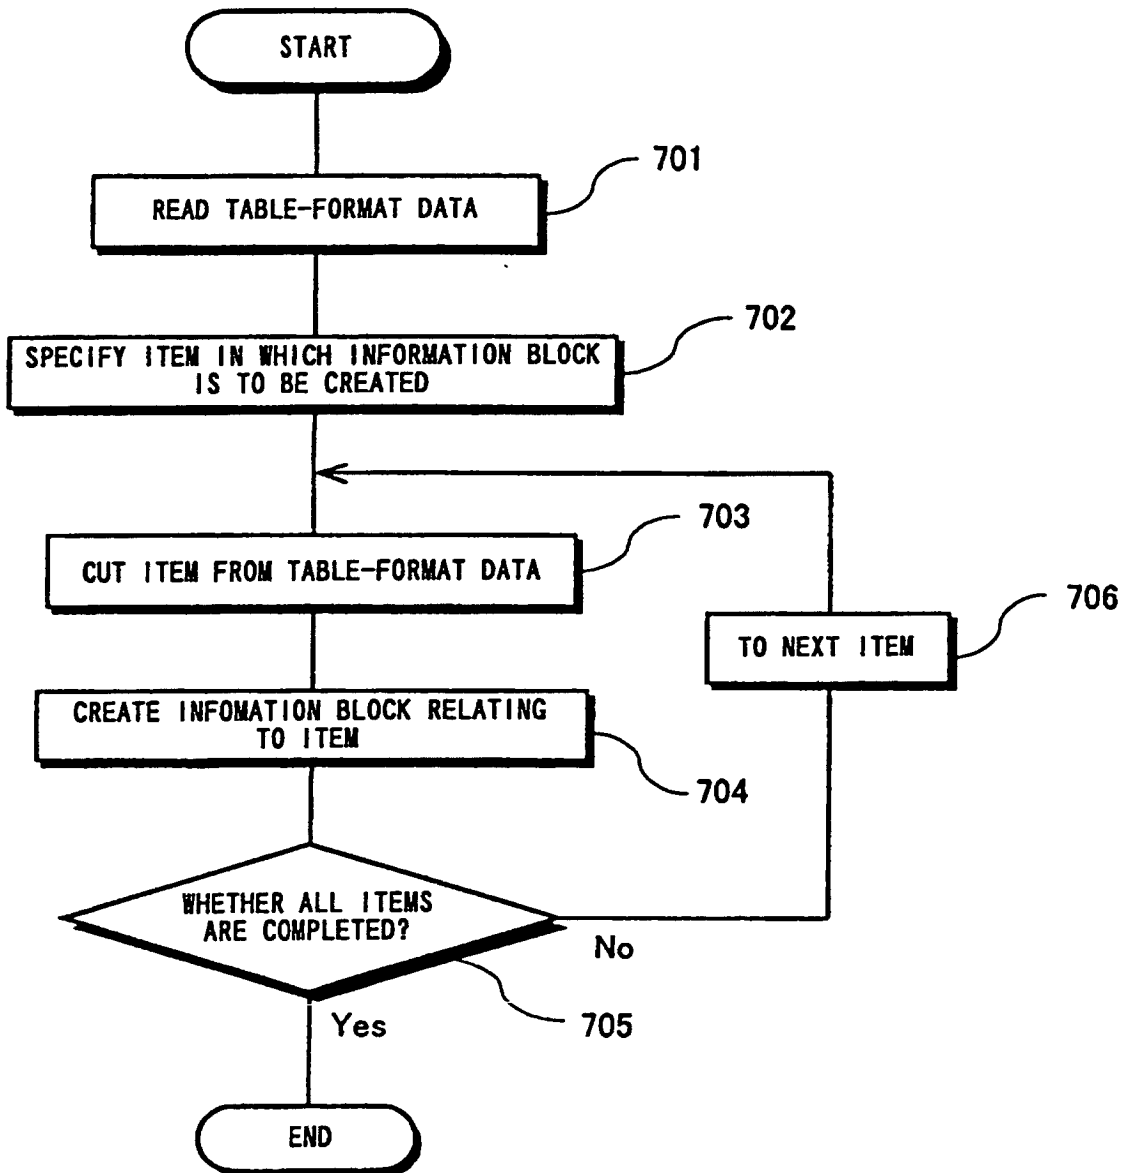 START
701
READ TABLE-FORMAT DATA
702
SPECIFY ITEM IN WHICH INFORMATION BLOCK
IS TO BE CREATED
703
CUT ITEM FROM TABLE-FORMAT DATA
706
TO NEXT ITEM
CREATE INFOMATION BLOCK RELATING
TO ITEM
704
WHETHER ALL ITEMS
ARE COMPLETED?
No
705
Yes
END